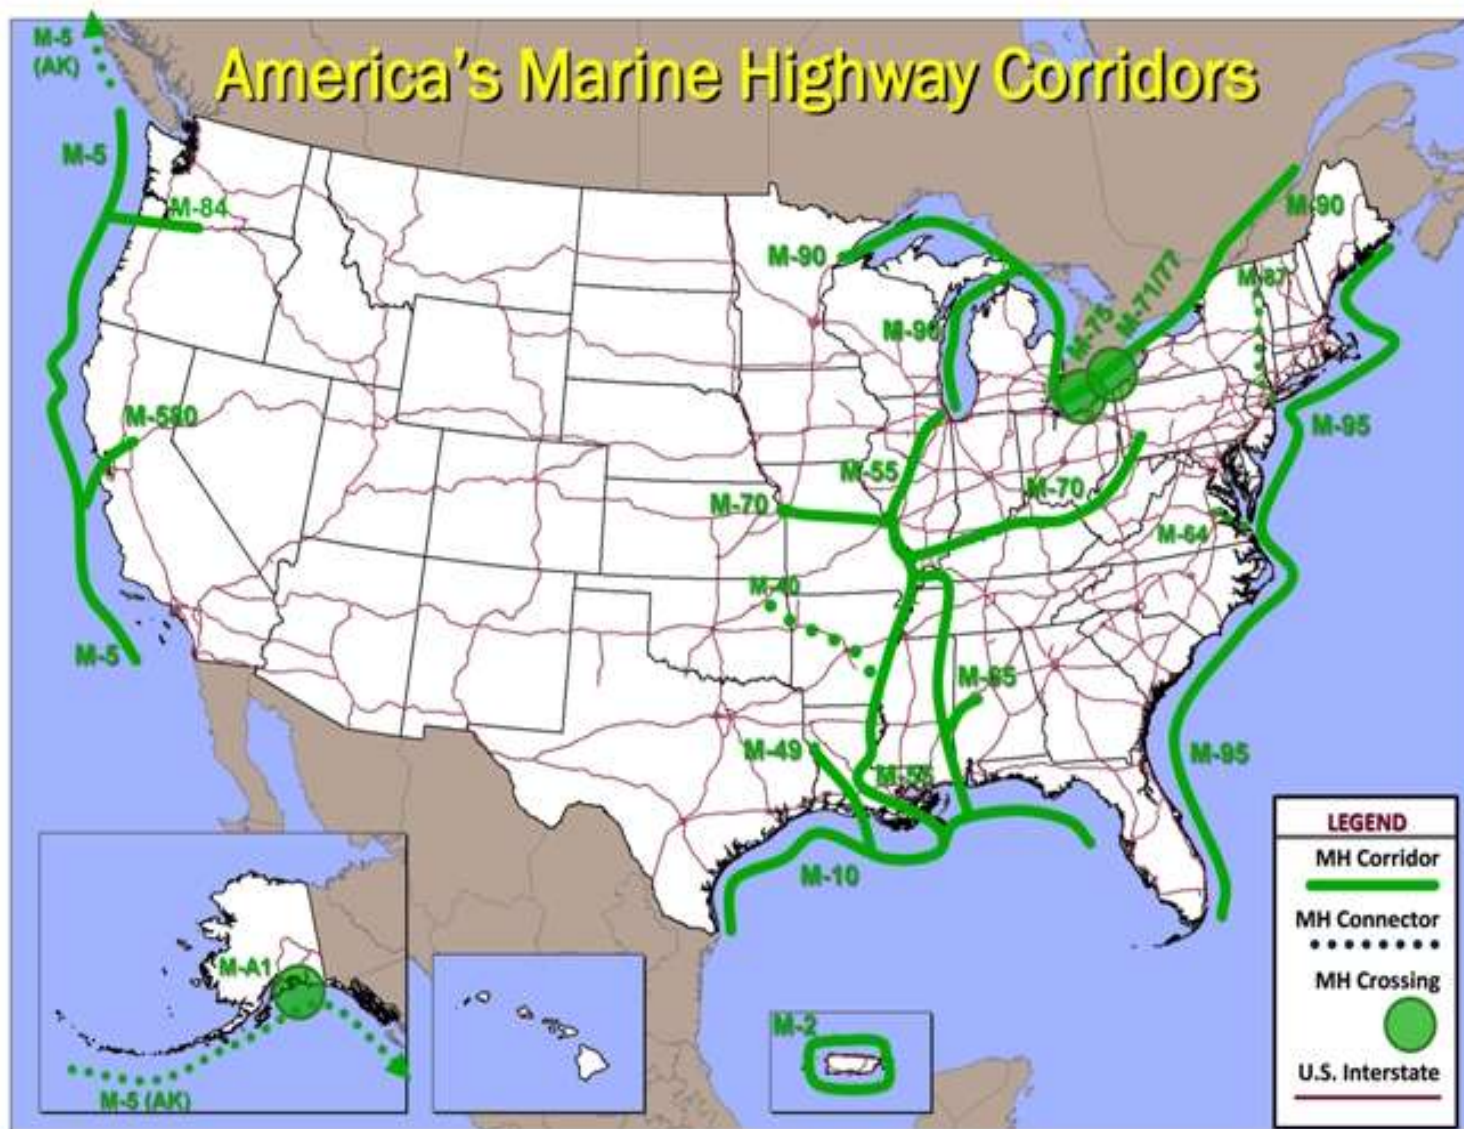 America's Marine Highway Corridors
M-5
(AK)
M-5
M-84
M-90
M-90
M-75
M-71/77
M-87
M-90
M-580
M-55
M-95
M-70
M-70
M-64
M-40
M-5
M-65
M-49
M-55
M-95
M-10
M-A1
M-5 (AK)
M-2
LEGEND
MH Corridor
MH Connector
MH Crossing
U.S. Interstate